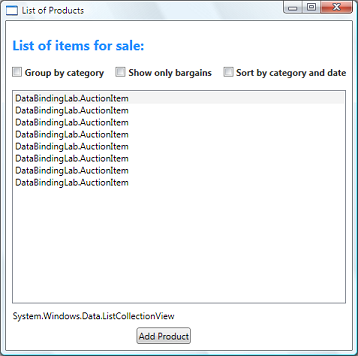 List of Products
List of items for sale:
Group by category Show only bargains Sort by category and date
DataBindingLab.AuctionItem
DataBindingLab.AuctionItem
DataBindingLab.AuctionItem
DataBindingLab.AuctionItem
DataBindingLab.AuctionItem
DataBindingLab.AuctionItem
DataBindingLab.AuctionItem
DataBindingLab.AuctionItem
System.Windows.Data.ListCollectionView
Add Product